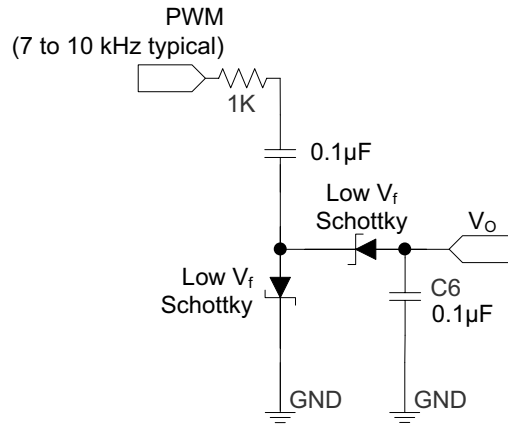 PWM
(7 to 10 kHz typical)
1K
0.1µF
Low Vf
Schottky
VO
Low Vf
Schottky
C6
0.1µF
GND
GND